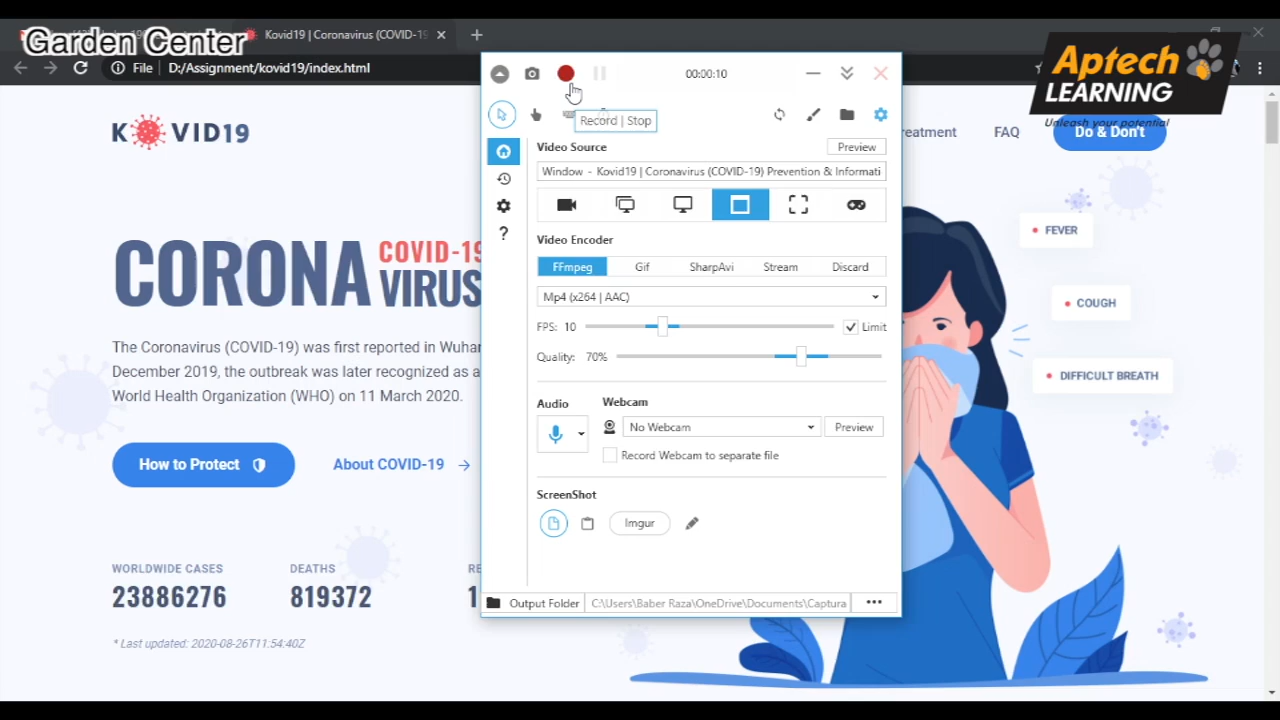 Garden Center
Kovid19 | Coronavirus (COVID-19
File
D:/Assignment/kovid19/index.html
Aptech
LEARNING
Unleash your potential
K VID19
eatment
FAQ
Do & Don't
00:00:10
Record | Stop
Video Source
Preview
Window - Kovid19 | Coronavirus (COVID-19) Prevention & Informati
Video Encoder
FFmpeg
Gif
SharpAvi
Stream
Discard
Mp4 (x264 | AAC)
FPS: 10
Limit
Quality: 70%
Audio
Webcam
No Webcam
Preview
Record Webcam to separate file
ScreenShot
Imgur
Output Folder
C:\Users\Baber Raza\OneDrive\Documents\Captura
CORONA
COVID-19
VIRUS
The Coronavirus (COVID-19) was first reported in Wuhan
December 2019, the outbreak was later recognized as a
World Health Organization (WHO) on 11 March 2020.
How to Protect
About COVID-19
FEVER
COUGH
DIFFICULT BREATH
WORLDWIDE CASES
23886276
DEATHS
819372
RE
1
* Last updated: 2020-08-26T11:54:40Z